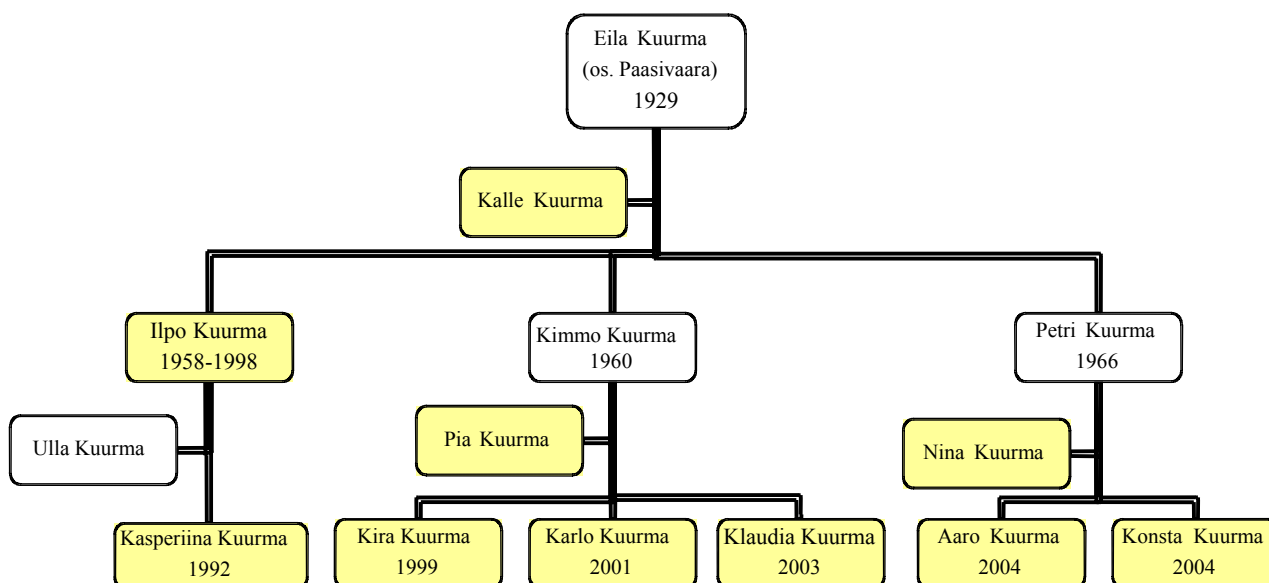 Eila Kuurma
(os. Paasivaara)
1929
Kalle Kuurma
Ilpo Kuurma
1958-1998
Kimmo Kuurma
1960
Petri Kuurma
1966
Ulla Kuurma
Pia Kuurma
Nina Kuurma
Kasperiina Kuurma
1992
Kira Kuurma
1999
Karlo Kuurma
2001
Klaudia Kuurma
2003
Aaro Kuurma
2004
Konsta Kuurma
2004